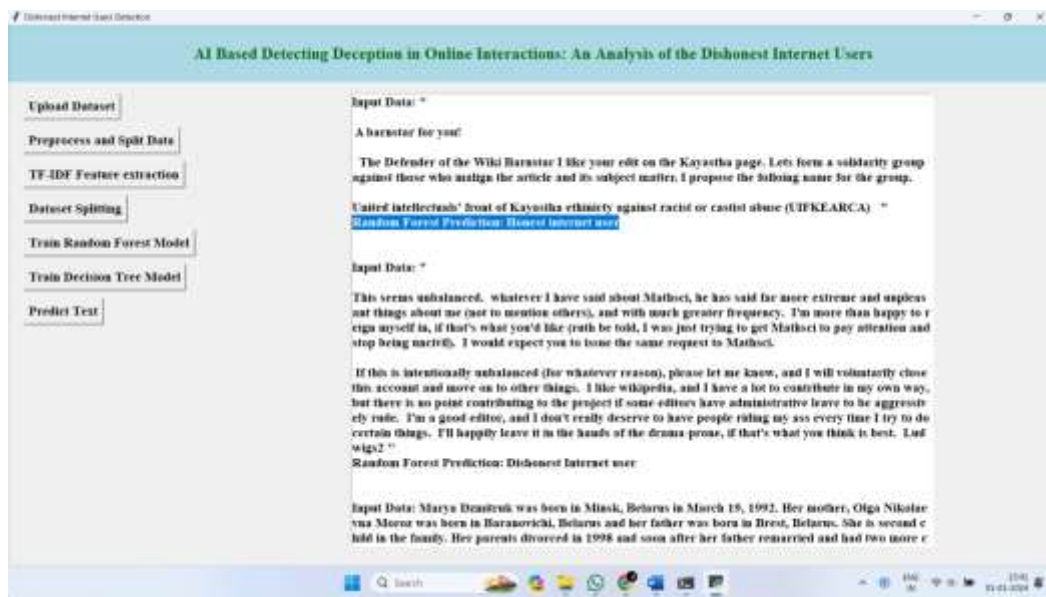 Dishonest Internet Users Detection
AI Based Detecting Deception in Online Interactions: An Analysis of the Dishonest Internet Users
Upload Dataset
Preprocess and Split Data
TF-IDF Feature extraction
Dataset Splitting
Train Random Forest Model
Train Decision Tree Model
Predict Text
Input Data: "
A barnstar for you!
The Defender of the Wiki Barnstar I like your edit on the Kayastha page. Lets form a solidarity group
against those who malign the article and its subject matter. I propose the folloing name for the group.
United intellectuals' front of Kayastha ethinicty against racist or castist abuse (UIFKEARCA) "
Random Forest Prediction: Honest internet user
Input Data: "
This seems unbalanced. whatever I have said about Mathsci, he has said far more extreme and unpleas
ant things about me (not to mention others), and with much greater frequency. I'm more than happy to r
eign myself in, if that's what you'd like (ruth be told, I was just trying to get Mathsci to pay attention and
stop being uncivil). I would expect you to issue the same request to Mathsci.
If this is intentionally unbalanced (for whatever reason), please let me know, and I will voluntarily close
this account and move on to other things. I like wikipedia, and I have a lot to contribute in my own way,
but there is no point contributing to the project if some editors have administrative leave to be aggressiv
ely rude. I'm a good editor, and I don't really deserve to have people riding my ass every time I try to do
certain things. I'll happily leave it in the hands of the drama-prone, if that's what you think is best. Lud
wigs2 "
Random Forest Prediction: Dishonest Internet user
Input Data: Marya Dzmitruk was born in Minsk, Belarus in March 19, 1992. Her mother, Olga Nikolae
vna Moroz was born in Baranovichi, Belarus and her father was born in Brest, Belarus. She is second c
hild in the family. Her parents divorced in 1998 and soon after her father remarried and had two more c
Search
ENG
IN